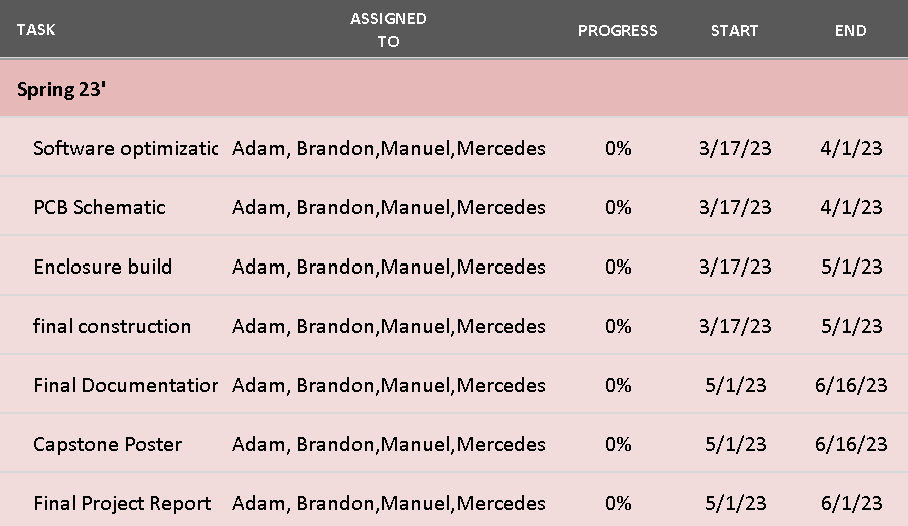 TASK ASSIGNED TO PROGRESS START END
Spring 23'
Software optimizatic Adam, Brandon,Manuel,Mercedes 0% 3/17/23 4/1/23
PCB Schematic Adam, Brandon,Manuel,Mercedes 0% 3/17/23 4/1/23
Enclosure build Adam, Brandon,Manuel,Mercedes 0% 3/17/23 5/1/23
final construction Adam, Brandon,Manuel,Mercedes 0% 3/17/23 5/1/23
Final Documentatior Adam, Brandon,Manuel,Mercedes 0% 5/1/23 6/16/23
Capstone Poster Adam, Brandon,Manuel,Mercedes 0% 5/1/23 6/16/23
Final Project Report Adam, Brandon,Manuel,Mercedes 0% 5/1/23 6/1/23